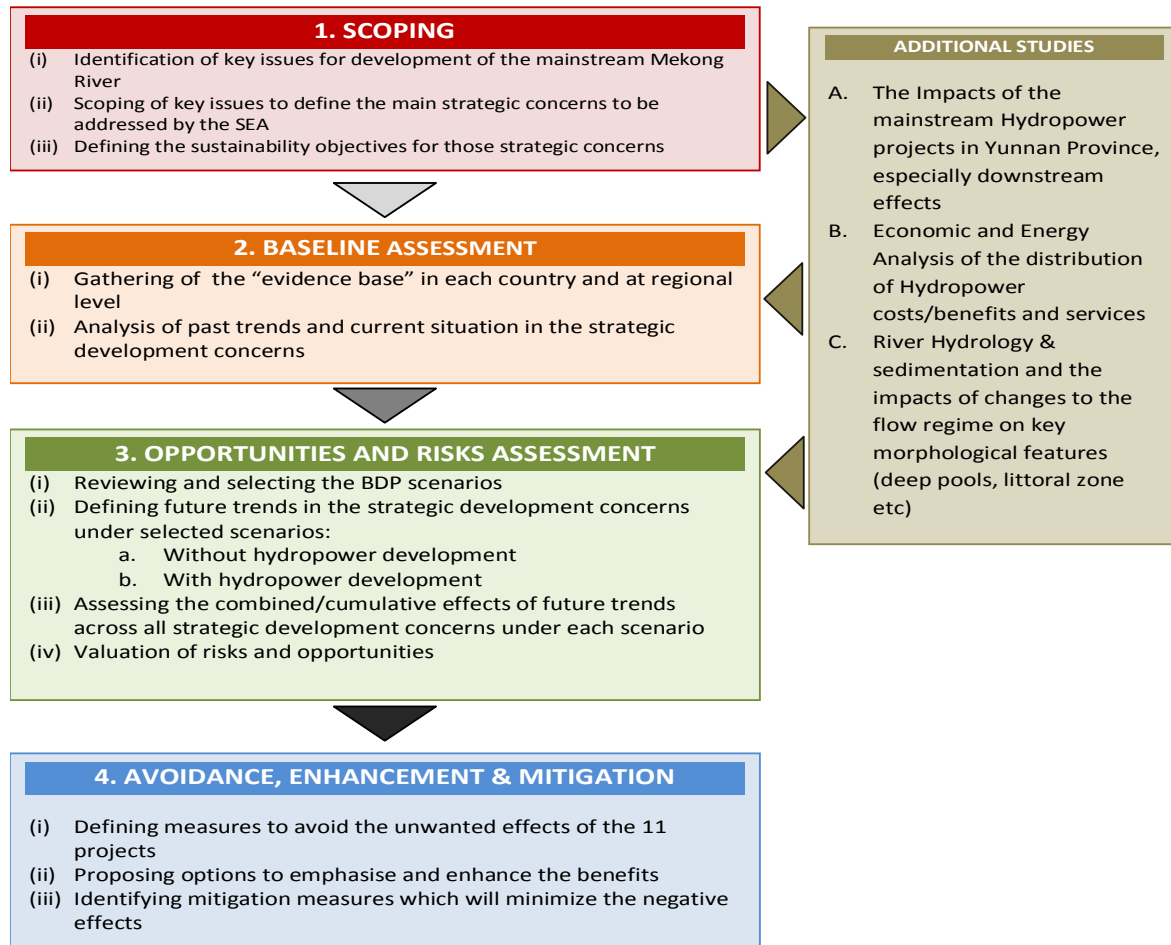 1. SCOPING
(i) Identification of key issues for development of the mainstream Mekong
River
(ii) Scoping of key issues to define the main strategic concerns to be
addressed by the SEA
(iii) Defining the sustainability objectives for those strategic concerns
2. BASELINE ASSESSMENT
(i) Gathering of the “evidence base” in each country and at regional
level
(ii) Analysis of past trends and current situation in the strategic
development concerns
3. OPPORTUNITIES AND RISKS ASSESSMENT
(i) Reviewing and selecting the BDP scenarios
(ii) Defining future trends in the strategic development concerns
under selected scenarios:
a. Without hydropower development
b. With hydropower development
(iii) Assessing the combined/cumulative effects of future trends
across all strategic development concerns under each scenario
(iv) Valuation of risks and opportunities
4. AVOIDANCE, ENHANCEMENT & MITIGATION
(i) Defining measures to avoid the unwanted effects of the 11
projects
(ii) Proposing options to emphasise and enhance the benefits
(iii) Identifying mitigation measures which will minimize the negative
effects
ADDITIONAL STUDIES
A. The Impacts of the
mainstream Hydropower
projects in Yunnan Province,
especially downstream
effects
B. Economic and Energy
Analysis of the distribution
of Hydropower
costs/benefits and services
C. River Hydrology &
sedimentation and the
impacts of changes to the
flow regime on key
morphological features
(deep pools, littoral zone
etc)